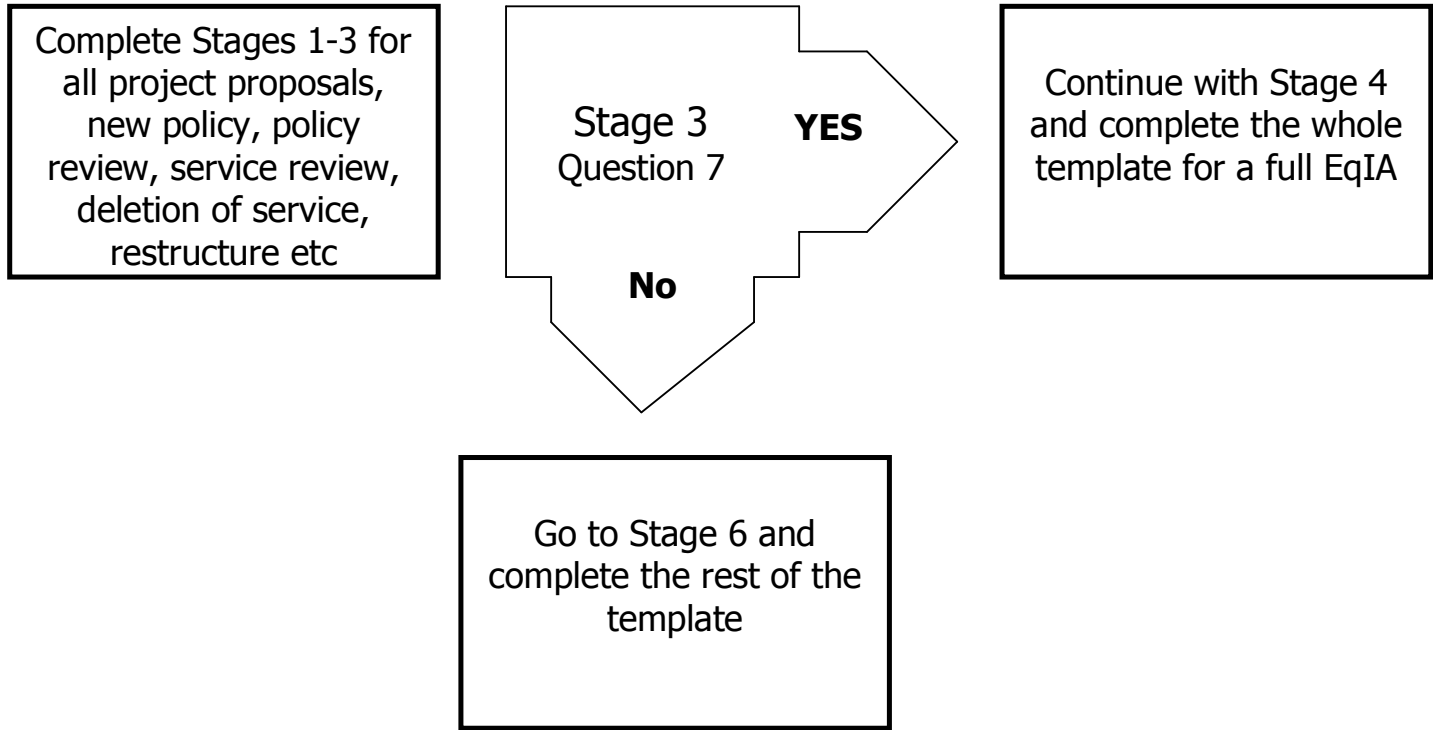 Complete Stages 1-3 for
all project proposals,
new policy, policy
review, service review,
deletion of service,
restructure etc
Stage 3
Question 7
YES
No
Continue with Stage 4
and complete the whole
template for a full EqIA
Go to Stage 6 and
complete the rest of the
template